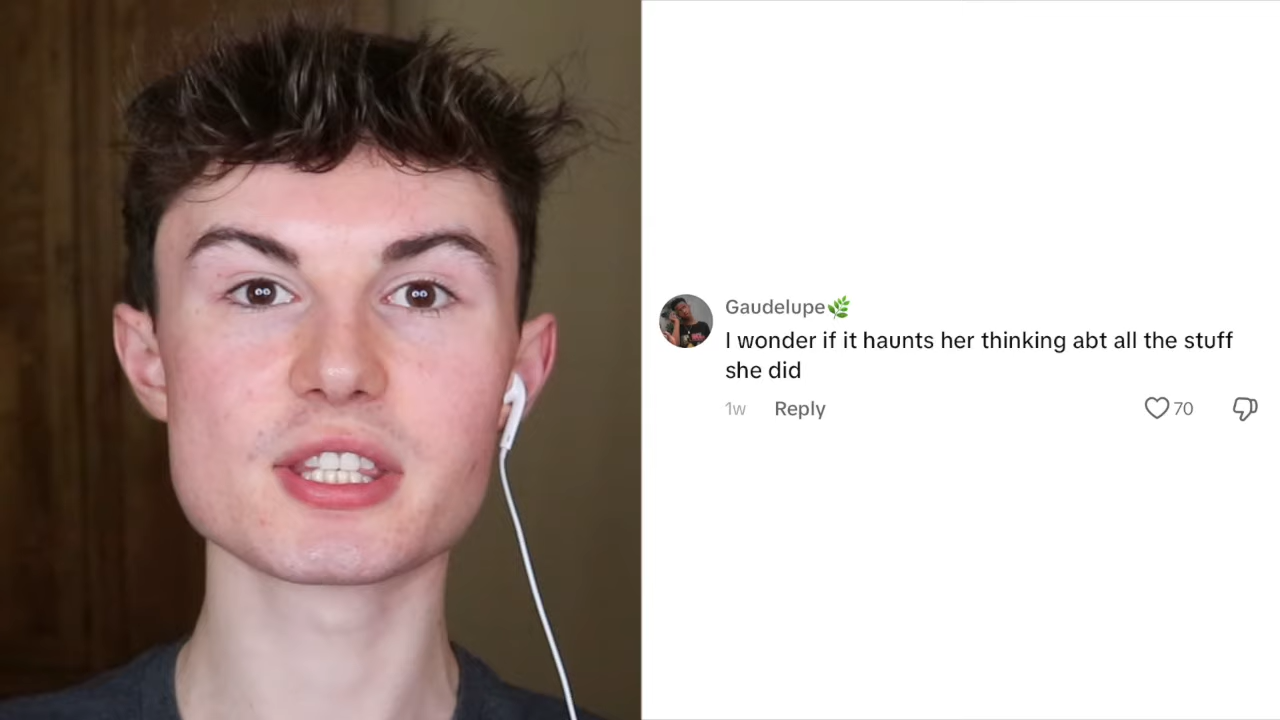 Gaudelupe🌿
I wonder if it haunts her thinking abt all the stuff
she did
1w Reply 70